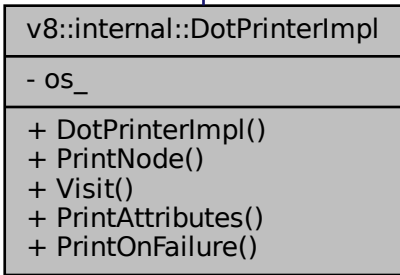 v8::internal::DotPrinterImpl
- os_
+ DotPrinterImpl()
+ PrintNode()
+ Visit()
+ PrintAttributes()
+ PrintOnFailure()